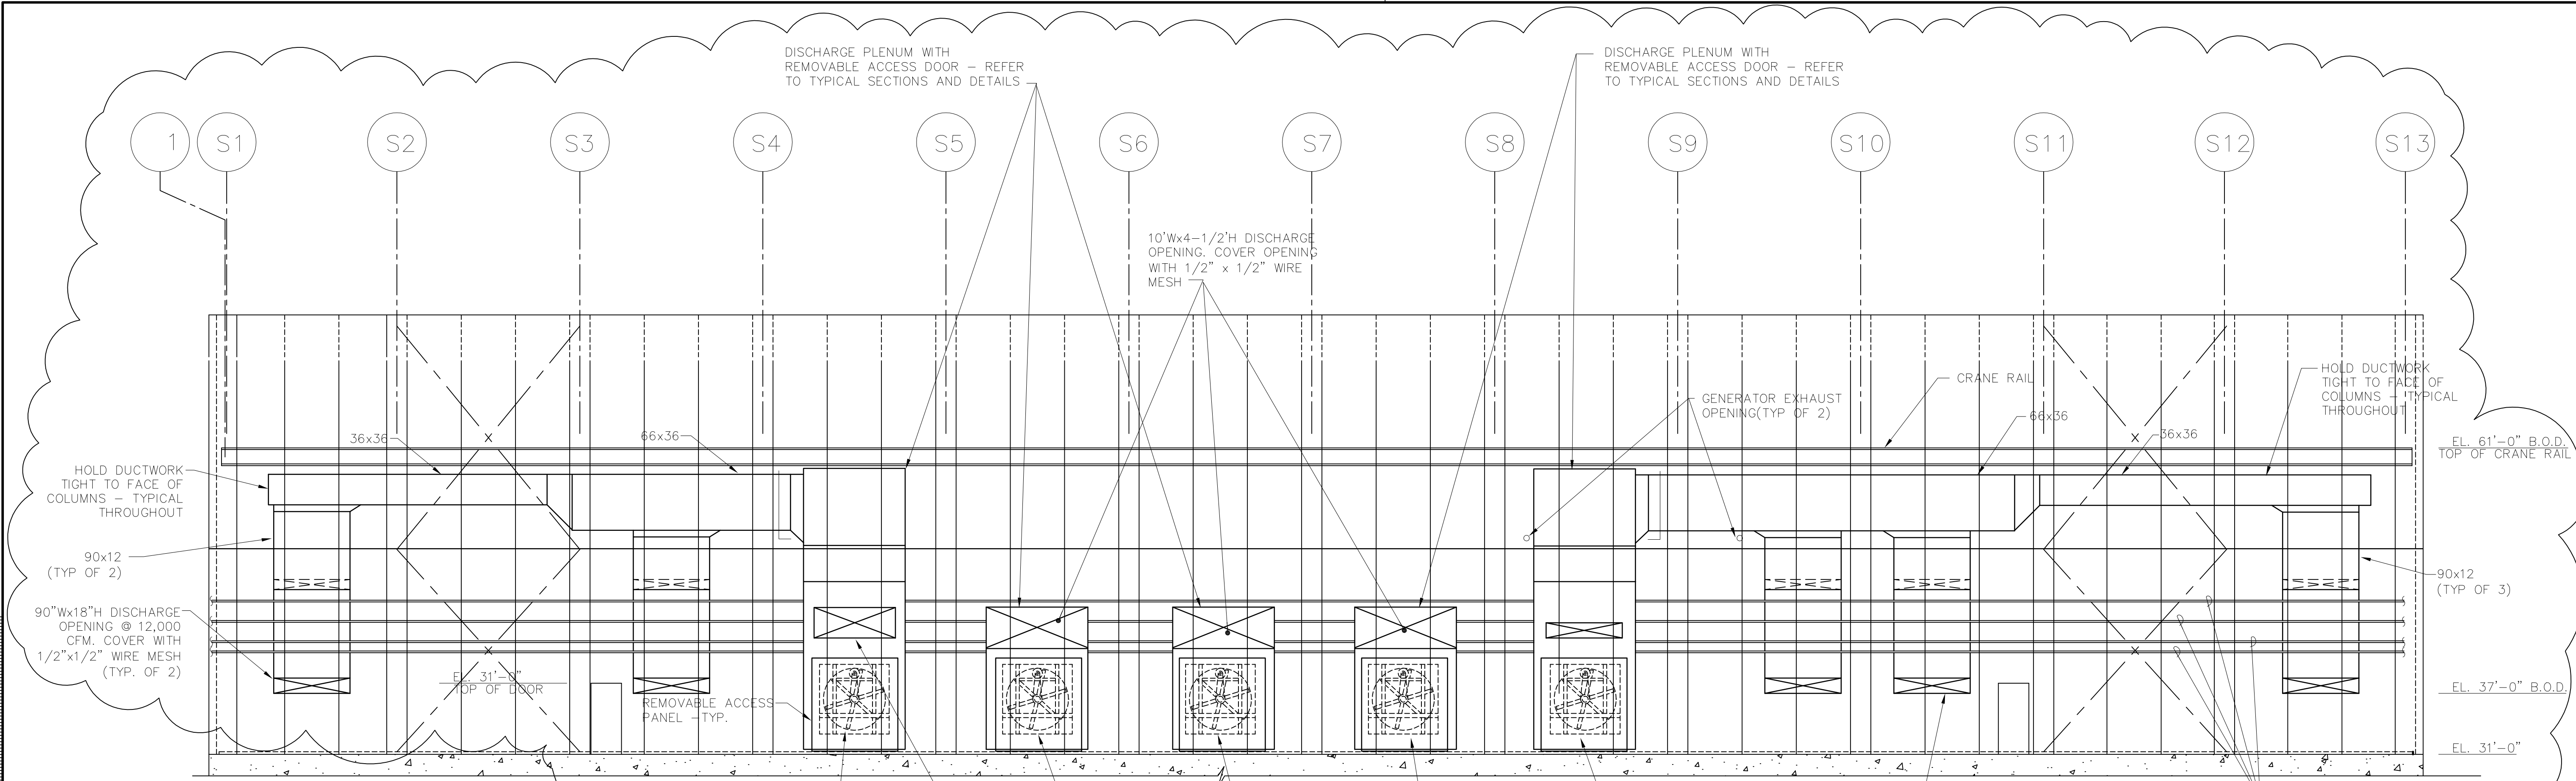 DISCHARGE PLENUM WITH
REMOVABLE ACCESS DOOR – REFER
TO TYPICAL SECTIONS AND DETAILS
DISCHARGE PLENUM WITH
REMOVABLE ACCESS DOOR – REFER
TO TYPICAL SECTIONS AND DETAILS
1
S1
S2
S3
S4
S5
S6
S7
S8
S9
S10
S11
S12
S13
10'Wx4–1/2'H DISCHARGE
OPENING. COVER OPENING
WITH 1/2" x 1/2" WIRE
MESH
CRANE RAIL
GENERATOR EXHAUST
OPENING(TYP OF 2)
HOLD DUCTWORK
TIGHT TO FACE OF
COLUMNS – TYPICAL
THROUGHOUT
36x36
66x36
66x36
36x36
EL. 61'–0" B.O.D.
TOP OF CRANE RAIL
HOLD DUCTWORK
TIGHT TO FACE OF
COLUMNS – TYPICAL
THROUGHOUT
90x12
(TYP OF 2)
90x12
(TYP OF 3)
90"Wx18"H DISCHARGE
OPENING @ 12,000
CFM. COVER WITH
1/2"x1/2" WIRE MESH
(TYP. OF 2)
EL. 31'–0"
TOP OF DOOR
REMOVABLE ACCESS
PANEL –TYP.
EL. 37'–0" B.O.D.
EL. 31'–0"